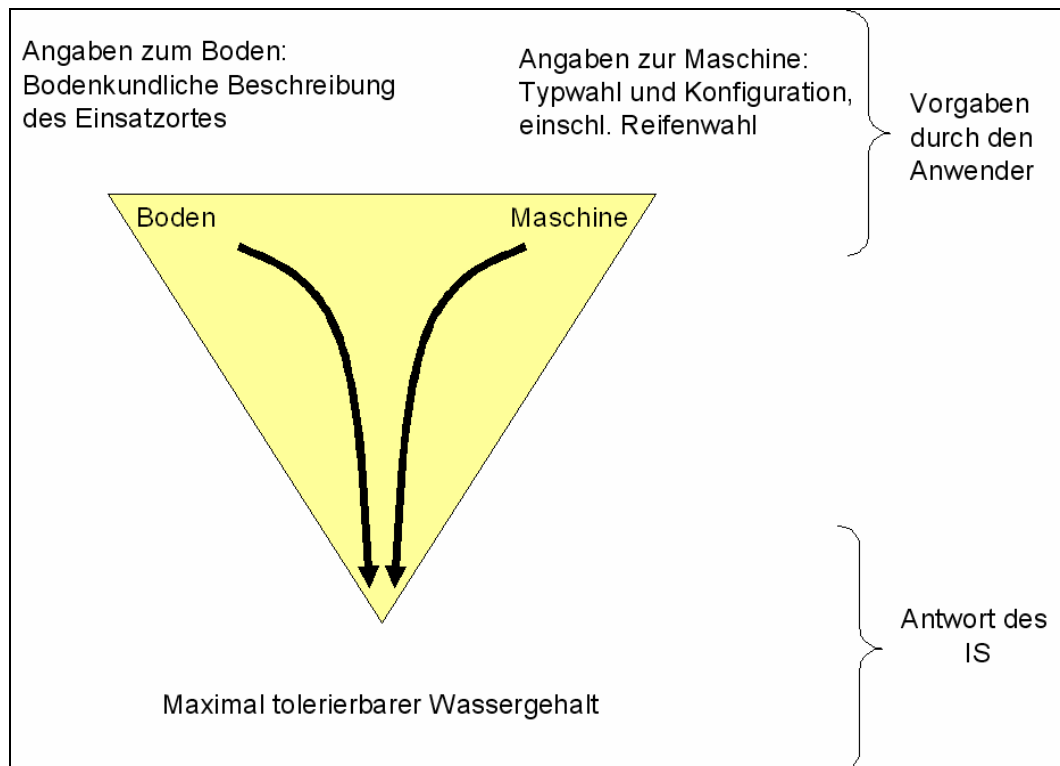 Angaben zum Boden:
Bodenkundliche Beschreibung
des Einsatzortes
Angaben zur Maschine:
Typwahl und Konfiguration,
einschl. Reifenwahl
Vorgaben
durch den
Anwender
Boden
Maschine
Antwort des
IS
Maximal tolerierbarer Wassergehalt